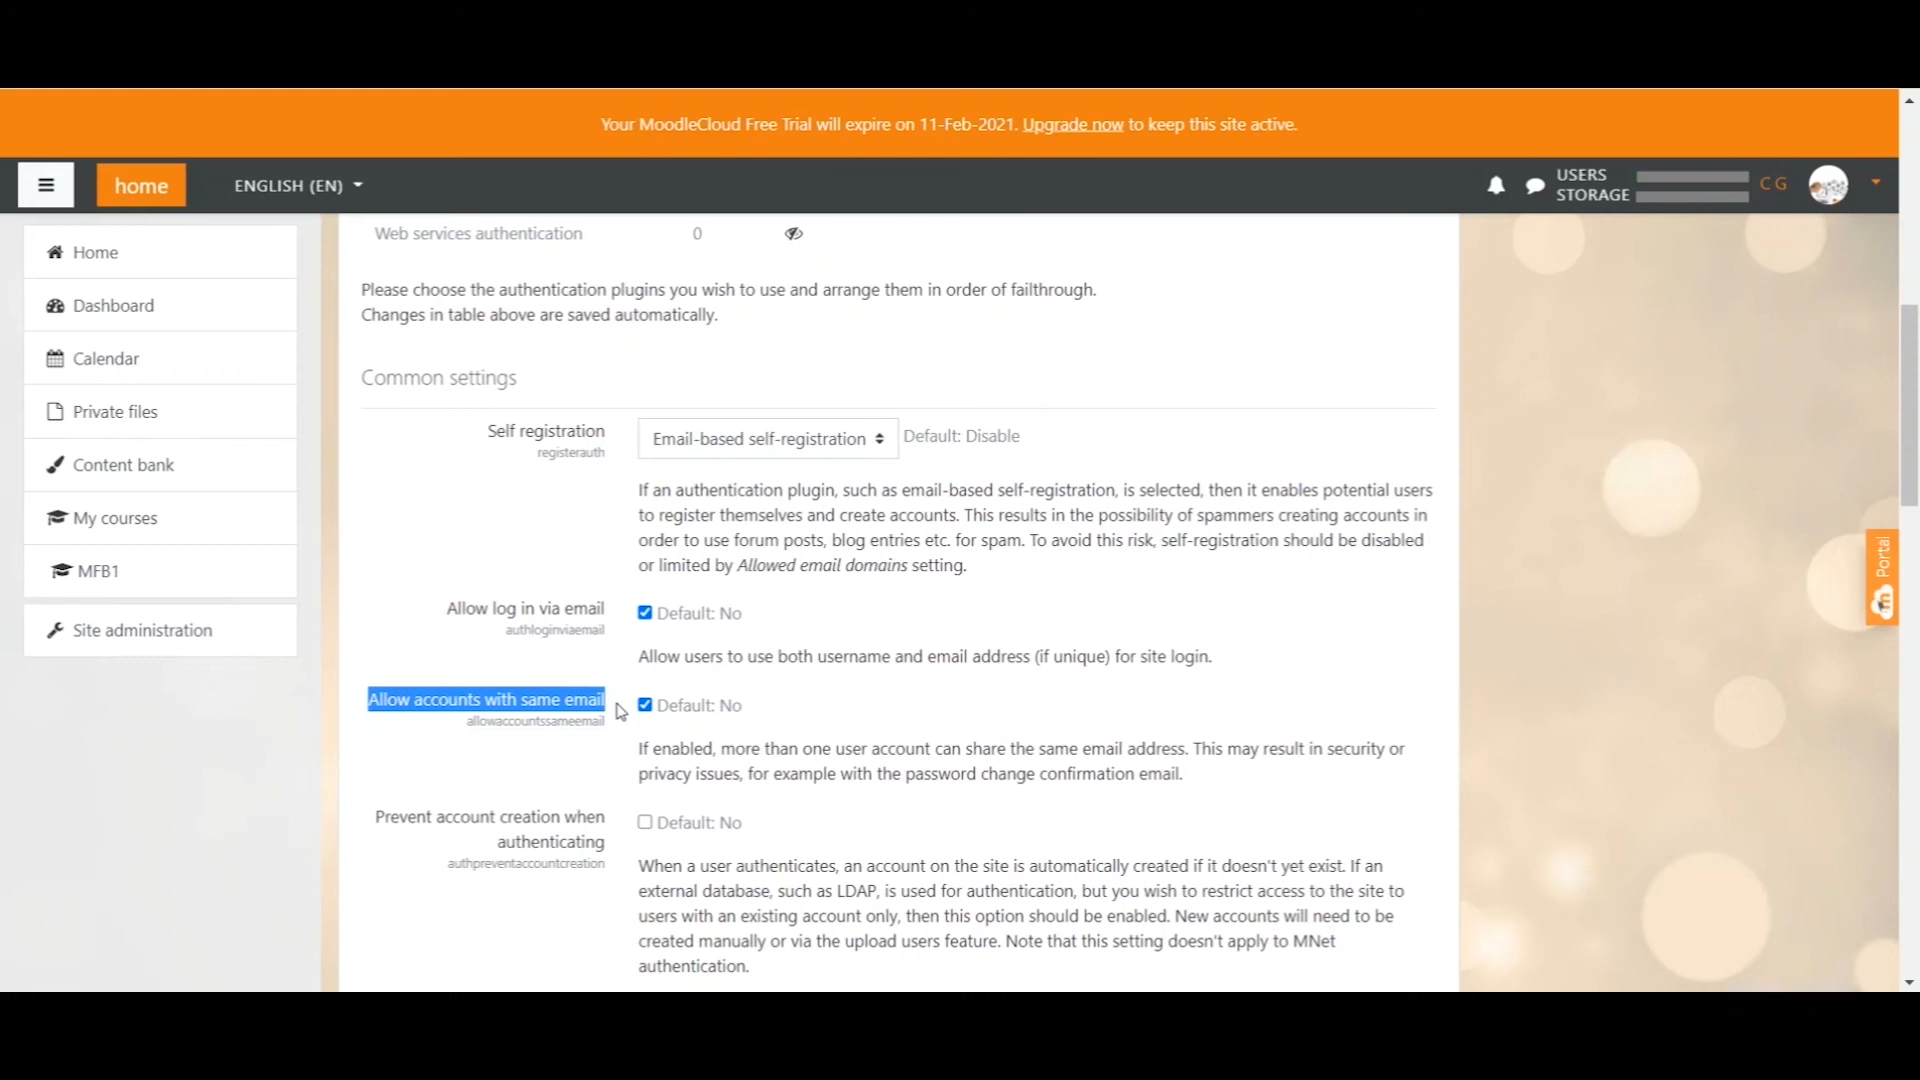 Your MoodleCloud Free Trial will expire on 11-Feb-2021. Upgrade now to keep this site active.
home
ENGLISH (EN)
USERS
STORAGE
C G
Home
Dashboard
Calendar
Private files
Content bank
My courses
MFB1
Site administration
Web services authentication 0
Please choose the authentication plugins you wish to use and arrange them in order of failthrough.
Changes in table above are saved automatically.
Common settings
Self registration
registerauth
Email-based self-registration
Default: Disable
If an authentication plugin, such as email-based self-registration, is selected, then it enables potential users
to register themselves and create accounts. This results in the possibility of spammers creating accounts in
order to use forum posts, blog entries etc. for spam. To avoid this risk, self-registration should be disabled
or limited by Allowed email domains setting.
Allow log in via email
authloginviaemail
Default: No
Allow users to use both username and email address (if unique) for site login.
Allow accounts with same email
allowaccountssameemail
Default: No
If enabled, more than one user account can share the same email address. This may result in security or
privacy issues, for example with the password change confirmation email.
Prevent account creation when
authenticating
authpreventaccountcreation
Default: No
When a user authenticates, an account on the site is automatically created if it doesn't yet exist. If an
external database, such as LDAP, is used for authentication, but you wish to restrict access to the site to
users with an existing account only, then this option should be enabled. New accounts will need to be
created manually or via the upload users feature. Note that this setting doesn't apply to MNet
authentication.
Portal